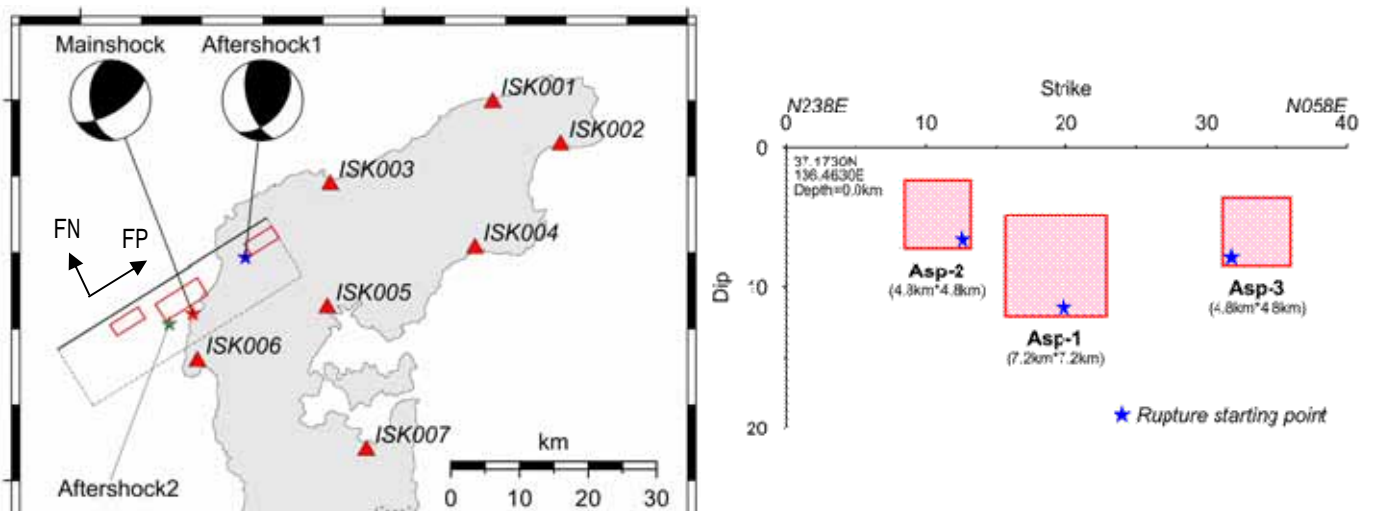 Mainshock
Aftershock1
ISK001
ISK002
ISK003
FN
FP
ISK004
ISK005
ISK006
ISK007
Aftershock2
km
0 10 20 30
Strike
N238E
N058E
0 10 20 30 40
0
37.1730N
136.4630E
Depth=0.0km
Dip
10
20
Asp-2
(4.8km*4.8km)
Asp-1
(7.2km*7.2km)
Asp-3
(4.8km*4.8km)
Rupture starting point